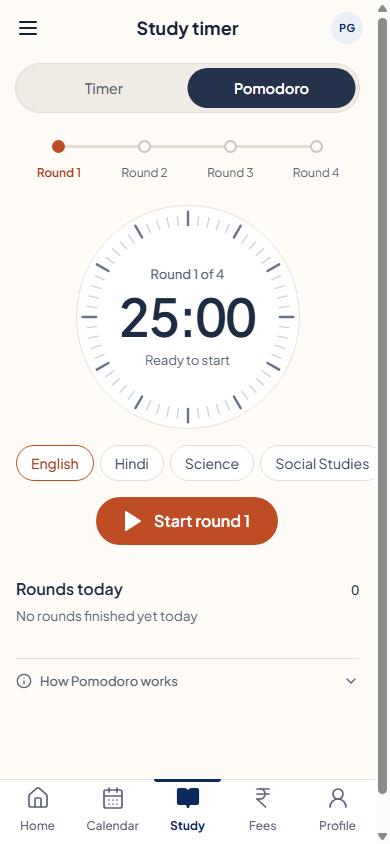 Study timer
PG
Timer
Pomodoro
Round 1
Round 2
Round 3
Round 4
Round 1 of 4
25:00
Ready to start
English
Hindi
Science
Social Studies
Start round 1
Rounds today
0
No rounds finished yet today
How Pomodoro works
Home
Calendar
Study
Fees
Profile